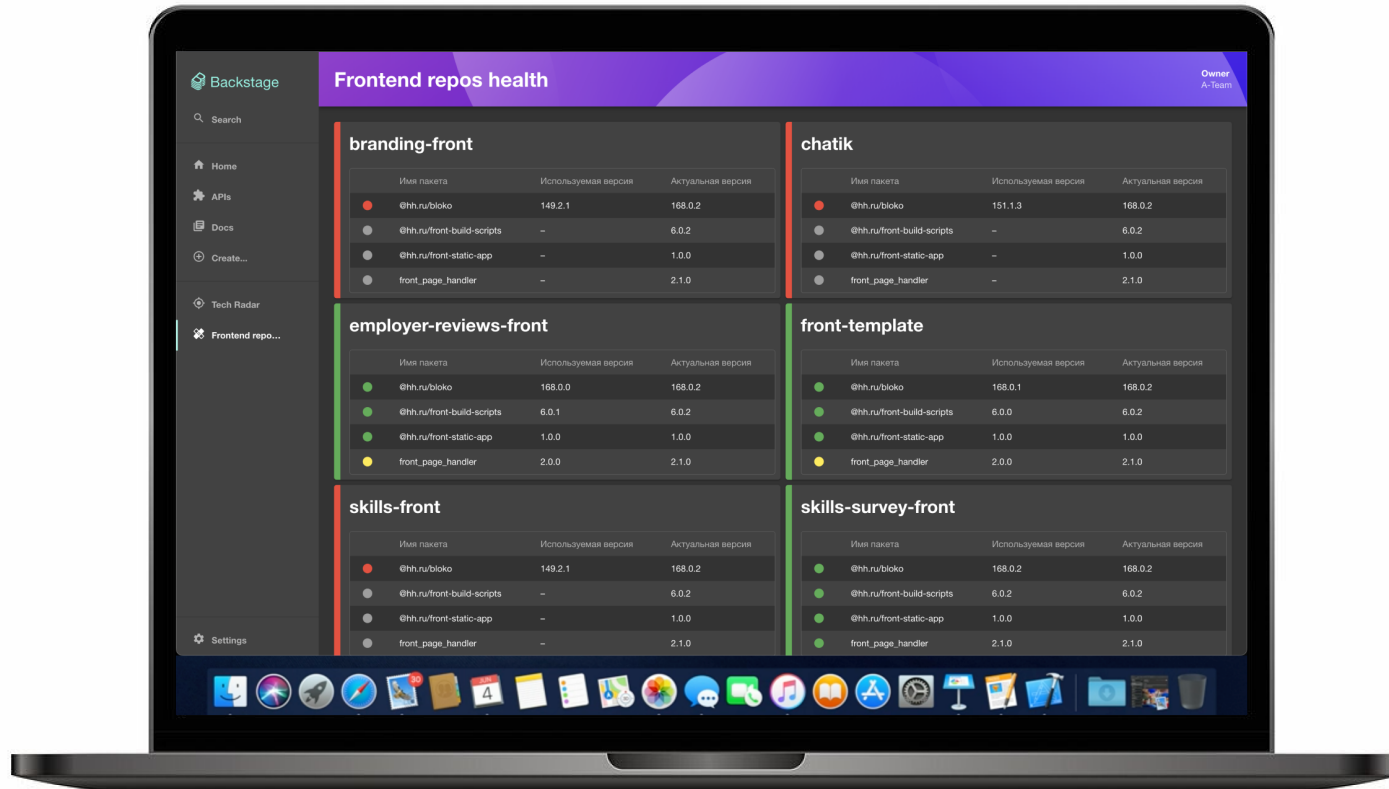 Backstage
Search
Home
APIs
Docs
Create...
Tech Radar
Frontend repo...
Settings
Frontend repos health
Owner
A-Team
branding-front
Имя пакета Используемая версия Актуальная версия
@hh.ru/bloko 149.2.1 168.0.2
@hh.ru/front-build-scripts – 6.0.2
@hh.ru/front-static-app – 1.0.0
front_page_handler – 2.1.0
chatik
Имя пакета Используемая версия Актуальная версия
@hh.ru/bloko 151.1.3 168.0.2
@hh.ru/front-build-scripts – 6.0.2
@hh.ru/front-static-app – 1.0.0
front_page_handler – 2.1.0
employer-reviews-front
Имя пакета Используемая версия Актуальная версия
@hh.ru/bloko 168.0.0 168.0.2
@hh.ru/front-build-scripts 6.0.1 6.0.2
@hh.ru/front-static-app 1.0.0 1.0.0
front_page_handler 2.0.0 2.1.0
front-template
Имя пакета Используемая версия Актуальная версия
@hh.ru/bloko 168.0.1 168.0.2
@hh.ru/front-build-scripts 6.0.0 6.0.2
@hh.ru/front-static-app 1.0.0 1.0.0
front_page_handler 2.0.0 2.1.0
skills-front
Имя пакета Используемая версия Актуальная версия
@hh.ru/bloko 149.2.1 168.0.2
@hh.ru/front-build-scripts – 6.0.2
@hh.ru/front-static-app – 1.0.0
front_page_handler – 2.1.0
skills-survey-front
Имя пакета Используемая версия Актуальная версия
@hh.ru/bloko 168.0.2 168.0.2
@hh.ru/front-build-scripts 6.0.2 6.0.2
@hh.ru/front-static-app 1.0.0 1.0.0
front_page_handler 2.1.0 2.1.0
30
JUN
4